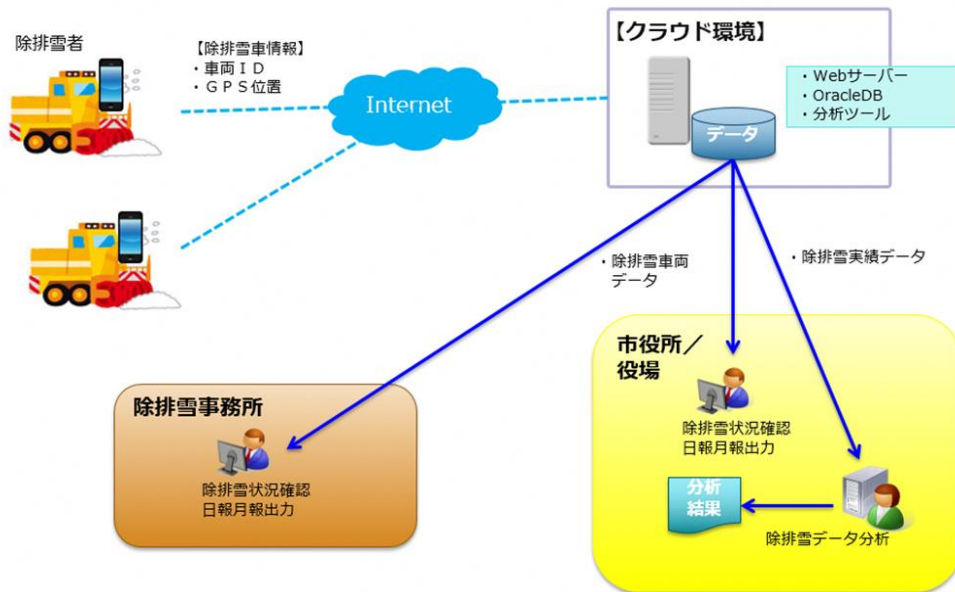 除排雪者
【除排雪車情報】
・車両ＩＤ
・ＧＰＳ位置
Internet
【クラウド環境】
・Webサーバー
・OracleDB
・分析ツール
データ
・除排雪車両
データ
・除排雪実績データ
除排雪事務所
除排雪状況確認
日報月報出力
市役所／
役場
除排雪状況確認
日報月報出力
分析
結果
除排雪データ分析